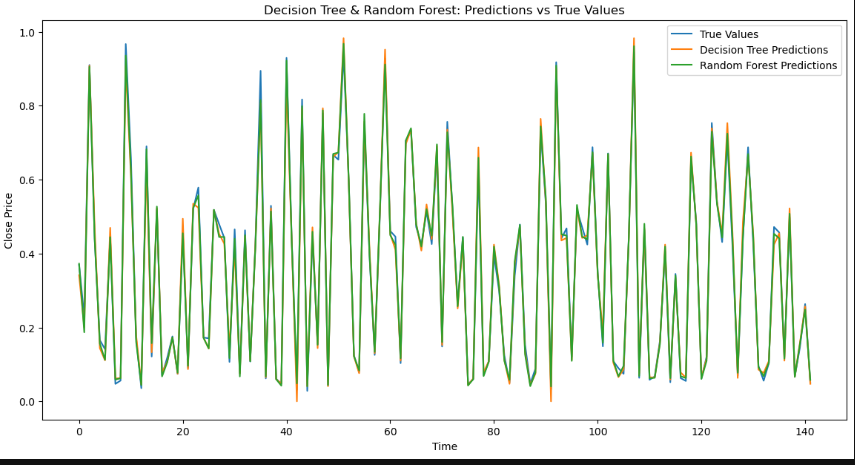 Decision Tree & Random Forest: Predictions vs True Values
True Values
Decision Tree Predictions
Random Forest Predictions
1.0
0.8
0.6
0.4
0.2
0.0
Close Price
0 20 40 60 80 100 120 140
Time